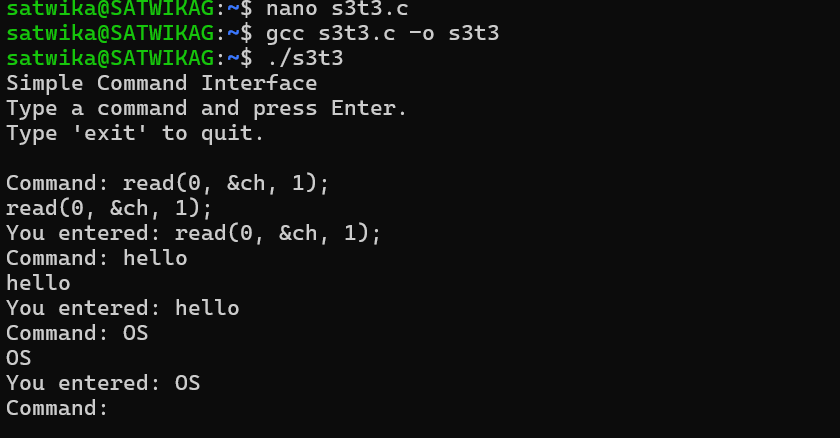 satwika@SATWIKAG:~$ nano s3t3.c
satwika@SATWIKAG:~$ gcc s3t3.c -o s3t3
satwika@SATWIKAG:~$ ./s3t3
Simple Command Interface
Type a command and press Enter.
Type 'exit' to quit.

Command: read(0, &ch, 1);
read(0, &ch, 1);
You entered: read(0, &ch, 1);
Command: hello
hello
You entered: hello
Command: OS
OS
You entered: OS
Command: